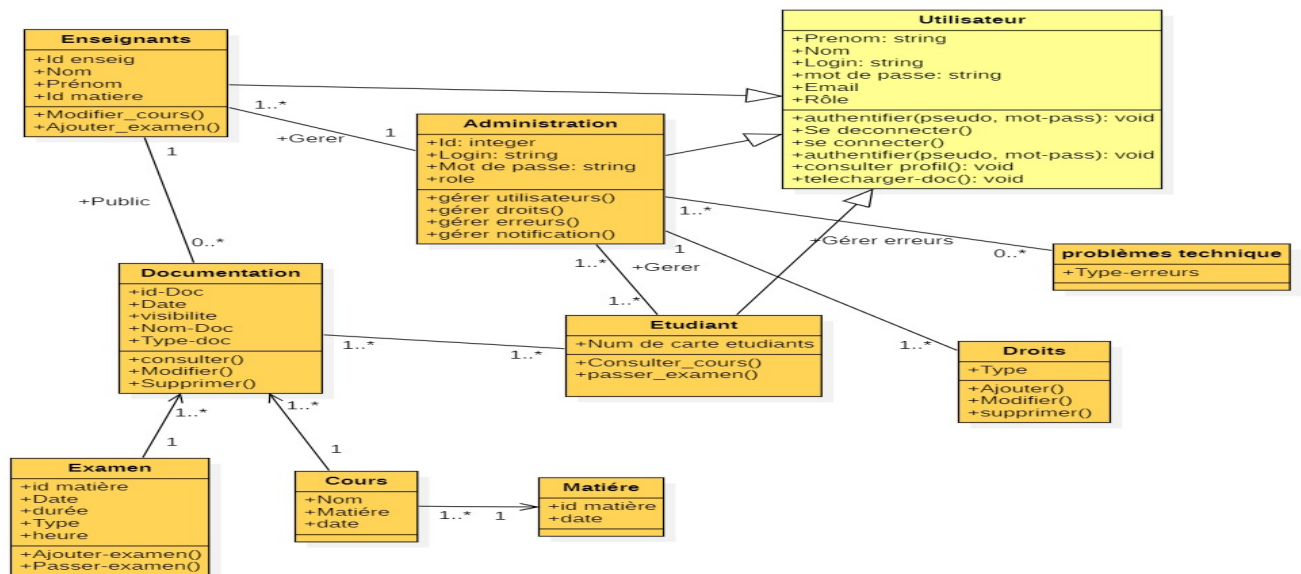 Utilisateur
+Prenom: string
+Nom
+Login: string
+mot de passe: string
+Email
+Rôle
+authentifier(pseudo, mot-pass): void
+Se deconnecter()
+se connecter()
+authentifier(pseudo, mot-pass): void
+consulter profil(): void
+telecharger-doc(): void
Enseignants
+Id enseig
+Nom
+Prénom
+Id matiere
+Modifier_cours()
+Ajouter_examen()
1..*
+Gerer
1
Administration
+Id: integer
+Login: string
+Mot de passe: string
+role
+gérer utilisateurs()
+gérer droits()
+gérer erreurs()
+gérer notification()
1
+Public
0..*
1..*
+Gérer erreurs
0..*
problèmes technique
+Type-erreurs
1..*
+Gerer
1..*
1
1..*
Documentation
+id-Doc
+Date
+visibilite
+Nom-Doc
+Type-doc
+consulter()
+Modifier()
+Supprimer()
1..*
1..*
Etudiant
+Num de carte etudiants
+Consulter_cours()
+passer_examen()
Droits
+Type
+Ajouter()
+Modifier()
+supprimer()
1..*
1
1..*
1
Examen
+id matière
+Date
+durée
+Type
+heure
+Ajouter-examen()
+Passer-examen()
Cours
+Nom
+Matiére
+date
1..*
1
Matiére
+id matière
+date